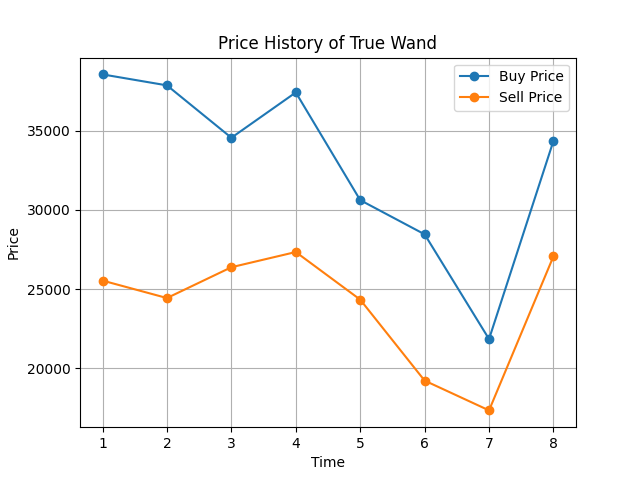 Price History of True Wand
Buy Price
Sell Price
Price
35000
30000
25000
20000
1 2 3 4 5 6 7 8
Time